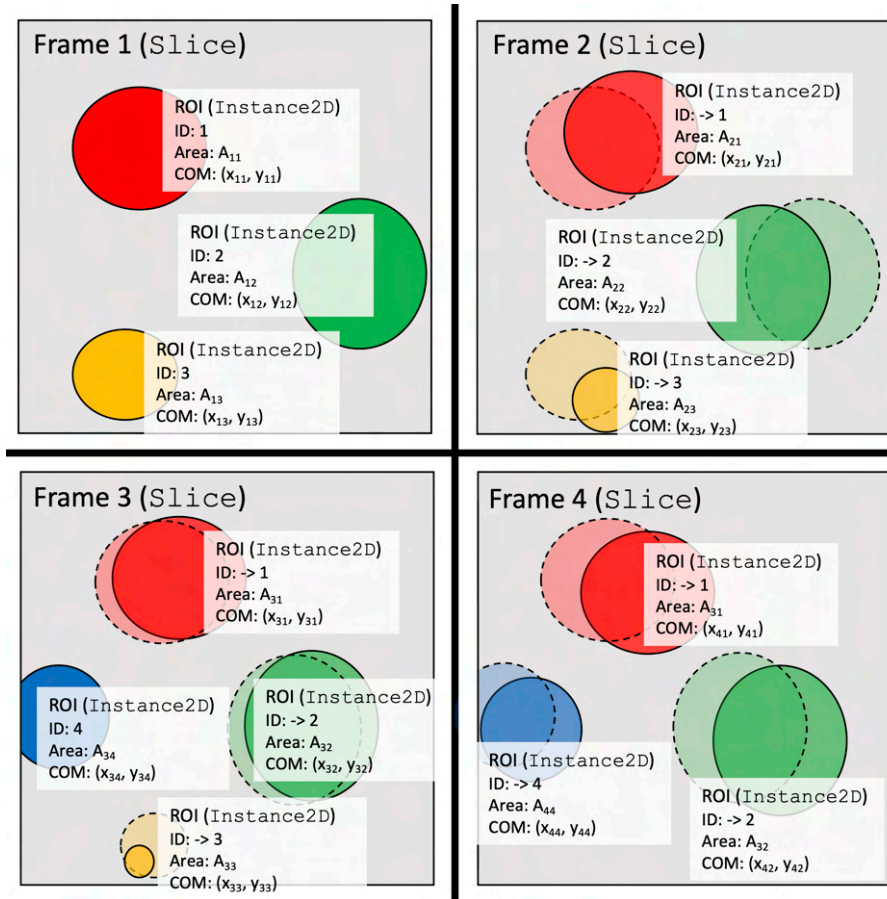 Frame 1 (Slice)
ROI (Instance2D)
ID: 1
Area: A₁₁
COM: (x₁₁, y₁₁)
ROI (Instance2D)
ID: 2
Area: A₁₂
COM: (x₁₂, y₁₂)
ROI (Instance2D)
ID: 3
Area: A₁₃
COM: (x₁₃, y₁₃)
Frame 2 (Slice)
ROI (Instance2D)
ID: -> 1
Area: A₂₁
COM: (x₂₁, y₂₁)
ROI (Instance2D)
ID: -> 2
Area: A₂₂
COM: (x₂₂, y₂₂)
ROI (Instance2D)
ID: -> 3
Area: A₂₃
COM: (x₂₃, y₂₃)
Frame 3 (Slice)
ROI (Instance2D)
ID: -> 1
Area: A₃₁
COM: (x₃₁, y₃₁)
ROI (Instance2D)
ID: 4
Area: A₃₄
COM: (x₃₄, y₃₄)
ROI (Instance2D)
ID: -> 2
Area: A₃₂
COM: (x₃₂, y₃₂)
ROI (Instance2D)
ID: -> 3
Area: A₃₃
COM: (x₃₃, y₃₃)
Frame 4 (Slice)
ROI (Instance2D)
ID: -> 1
Area: A₃₁
COM: (x₄₁, y₄₁)
ROI (Instance2D)
ID: -> 4
Area: A₄₄
COM: (x₄₄, y₄₄)
ROI (Instance2D)
ID: -> 2
Area: A₃₂
COM: (x₄₂, y₄₂)